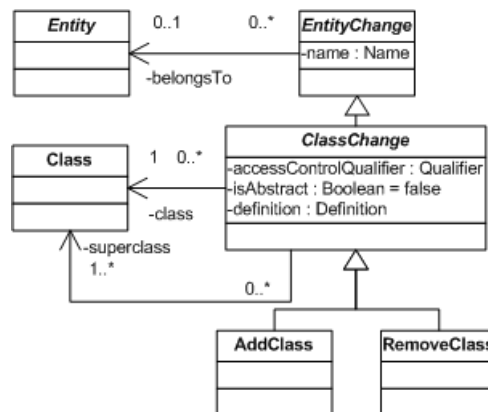 Entity
0..1
0..*
EntityChange
-name : Name
-belongsTo
ClassChange
-accessControlQualifier : Qualifier
-isAbstract : Boolean = false
-definition : Definition
Class
1
0..*
-class
-superclass
1..*
0..*
AddClass
RemoveClass